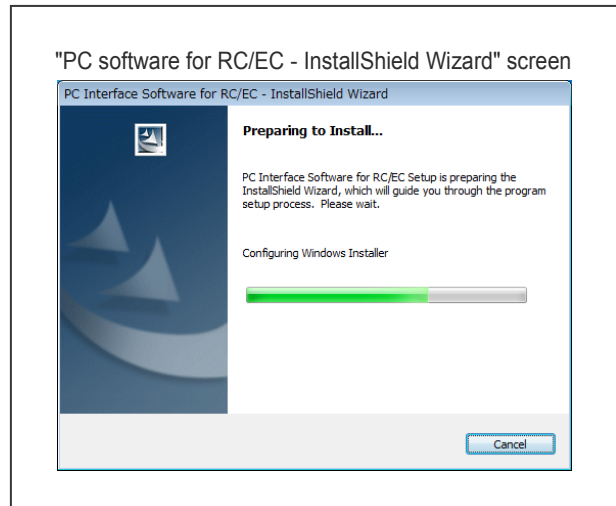 "PC software for RC/EC - InstallShield Wizard" screen
PC Interface Software for RC/EC - InstallShield Wizard
Preparing to Install...
PC Interface Software for RC/EC Setup is preparing the
InstallShield Wizard, which will guide you through the program
setup process. Please wait.
Configuring Windows Installer
Cancel